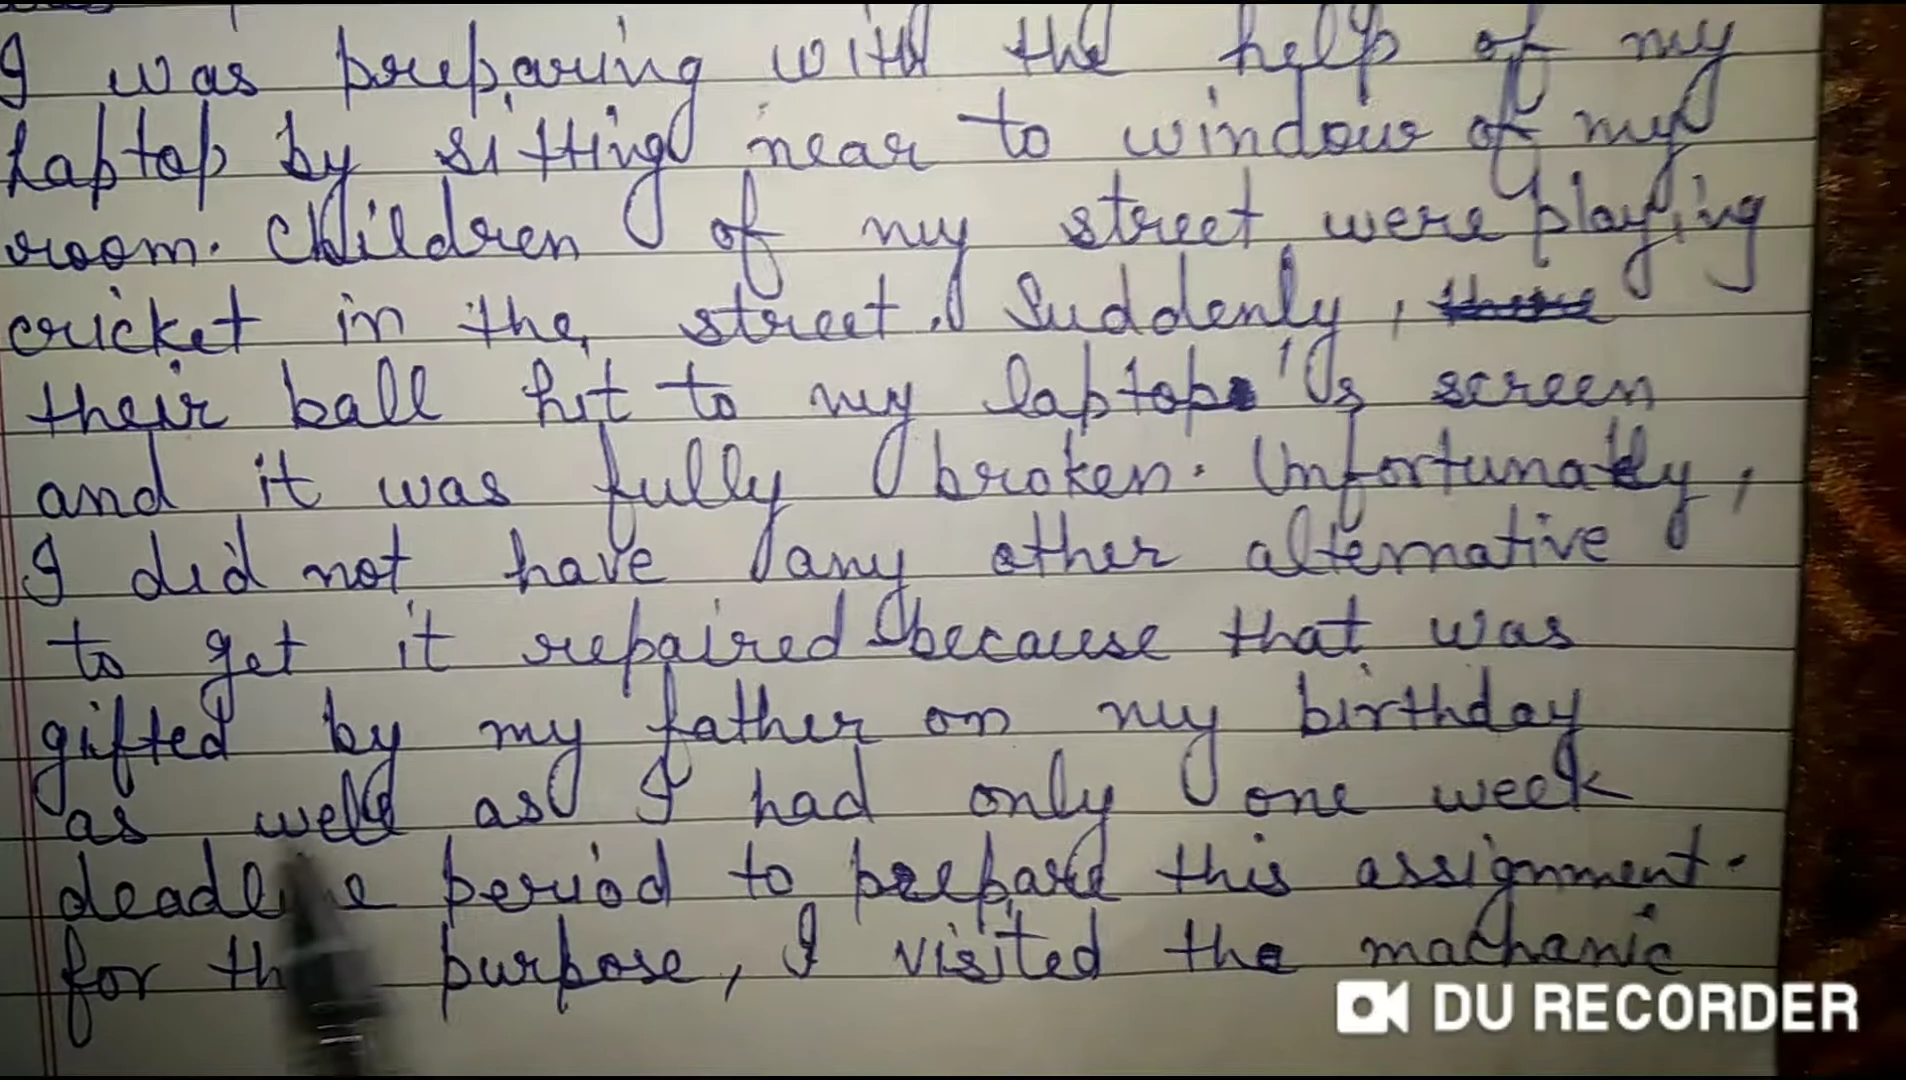 I was preparing with the help of my
Laptop by sitting near to window of my
room. Children of my street were playing
cricket in the street. Suddenly,
their ball hit to my laptop's screen
and it was fully broken. Unfortunately,
I did not have any other alternative
to get it repaired because that was
gifted by my father on my birthday
as well as I had only one week
deadline period to prepare this assignment.
for purpose, I visited the machanic
DU RECORDER